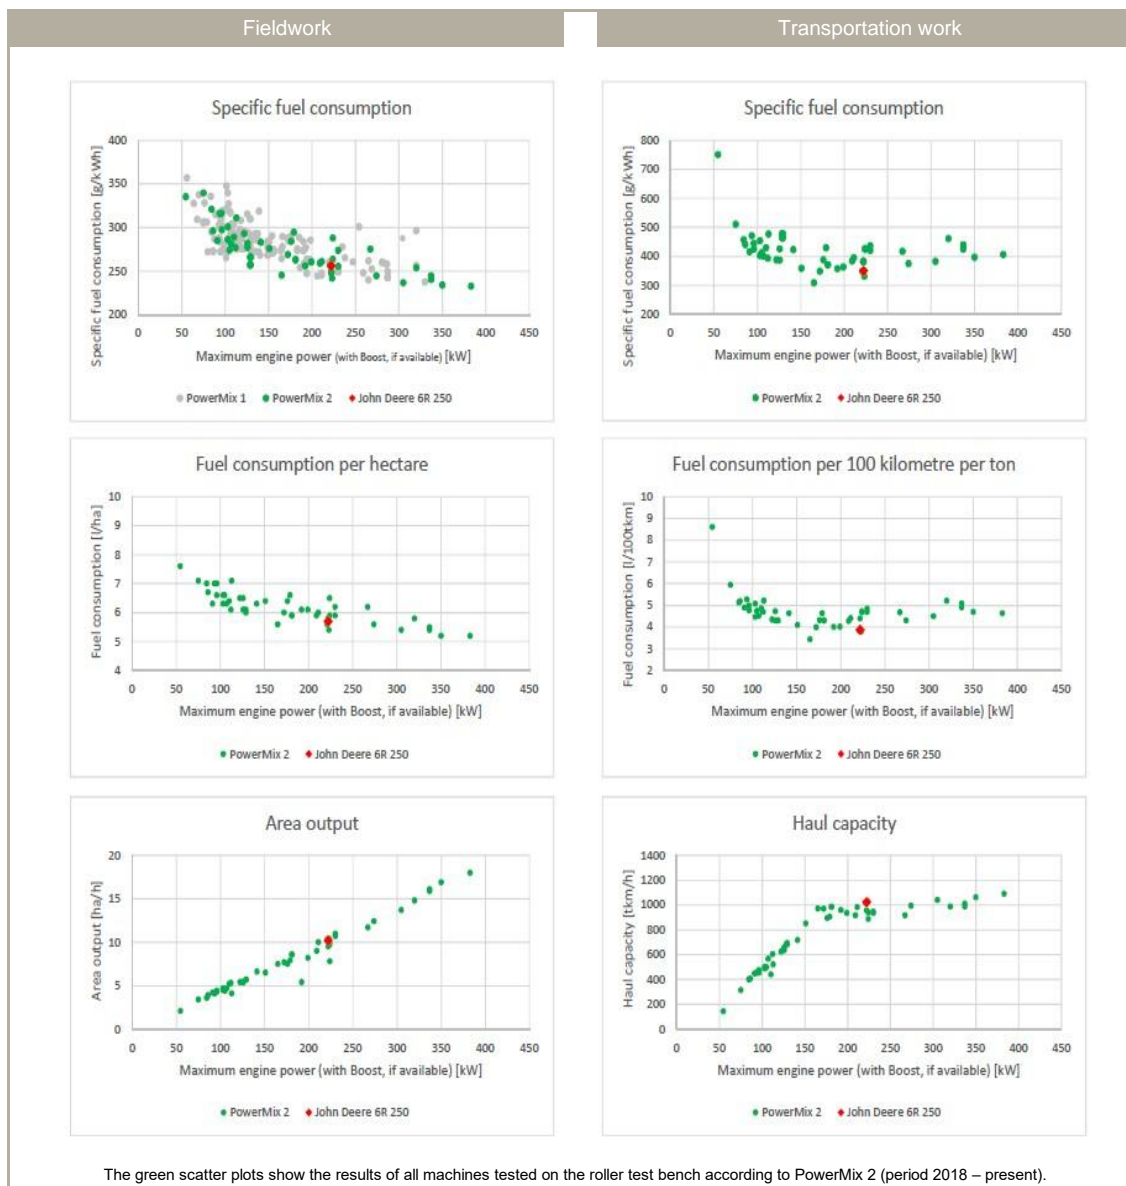 Fieldwork
Transportation work
Specific fuel consumption
Specific fuel consumption [g/kWh]
400
350
300
250
200
0 50 100 150 200 250 300 350 400 450
Maximum engine power (with Boost, if available) [kW]
PowerMix 1 PowerMix 2 John Deere 6R 250
Specific fuel consumption
Specific fuel consumption [g/kWh]
800
700
600
500
400
300
200
0 50 100 150 200 250 300 350 400 450
Maximum engine power (with Boost, if available) [kW]
PowerMix 2 John Deere 6R 250
Fuel consumption per hectare
Fuel consumption [l/ha]
10
9
8
7
6
5
4
0 50 100 150 200 250 300 350 400 450
Maximum engine power (with Boost, if available) [kW]
PowerMix 2 John Deere 6R 250
Fuel consumption per 100 kilometre per ton
Fuel consumption [l/100tkm]
10
9
8
7
6
5
4
3
2
0 50 100 150 200 250 300 350 400 450
Maximum engine power (with Boost, if available) [kW]
PowerMix 2 John Deere 6R 250
Area output
Area output [ha/h]
20
15
10
5
0
0 50 100 150 200 250 300 350 400 450
Maximum engine power (with Boost, if available) [kW]
PowerMix 2 John Deere 6R 250
Haul capacity
Haul capacity [tkm/h]
1400
1200
1000
800
600
400
200
0
0 50 100 150 200 250 300 350 400 450
Maximum engine power (with Boost, if available) [kW]
PowerMix 2 John Deere 6R 250
The green scatter plots show the results of all machines tested on the roller test bench according to PowerMix 2 (period 2018 – present).